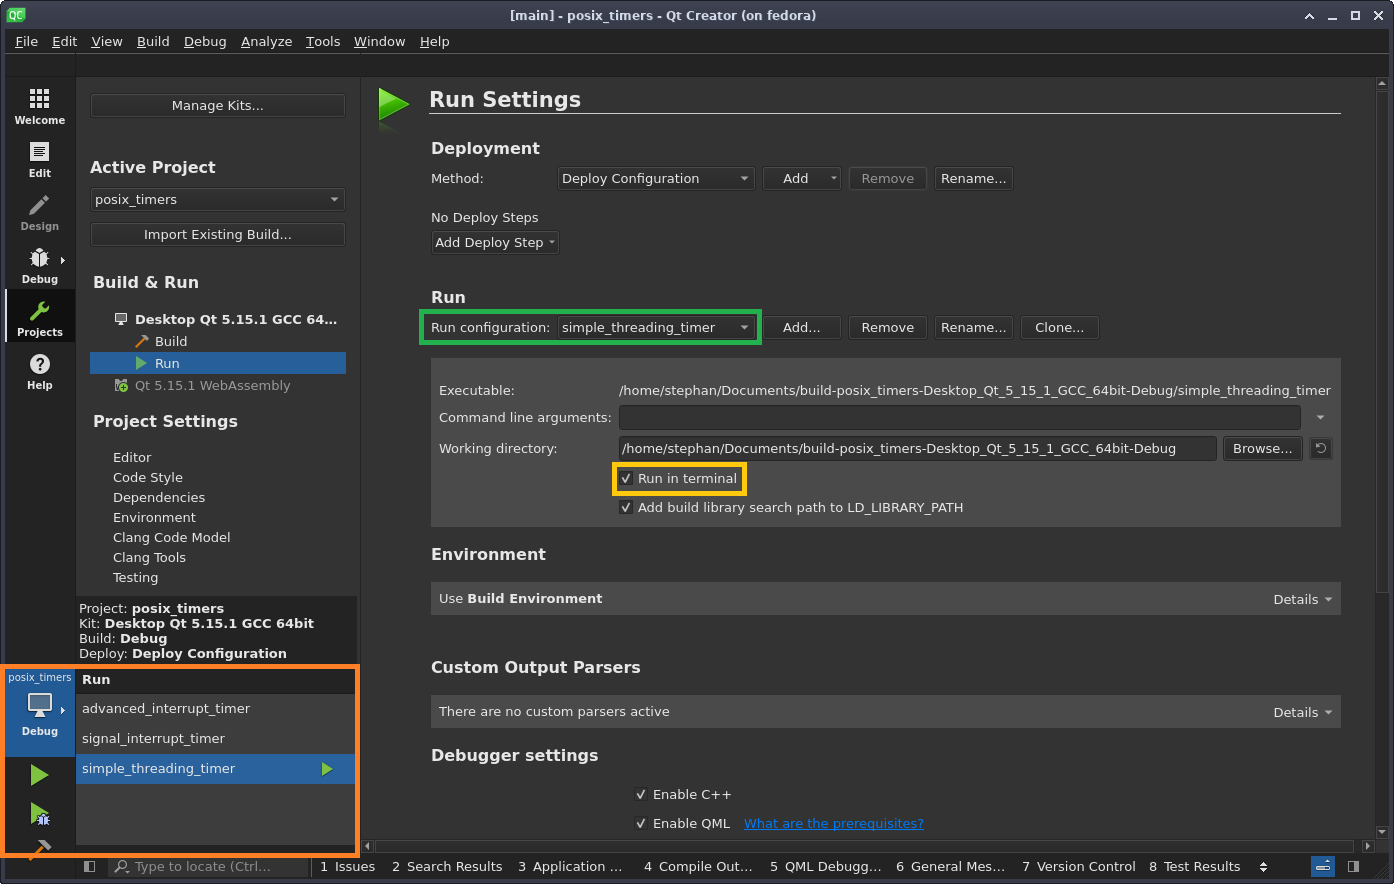 QC
[main] - posix_timers - Qt Creator (on fedora)
File Edit View Build Debug Analyze Tools Window Help
Welcome
Edit
Design
Debug
Projects
Help
Manage Kits...
Active Project
posix_timers
Import Existing Build...
Build & Run
Desktop Qt 5.15.1 GCC 64...
Build
Run
Qt 5.15.1 WebAssembly
Project Settings
Editor
Code Style
Dependencies
Environment
Clang Code Model
Clang Tools
Testing
Project: posix_timers
Kit: Desktop Qt 5.15.1 GCC 64bit
Build: Debug
Deploy: Deploy Configuration
posix_timers
Debug
Run
advanced_interrupt_timer
signal_interrupt_timer
simple_threading_timer
Run Settings
Deployment
Method: Deploy Configuration Add Remove Rename...
No Deploy Steps
Add Deploy Step
Run
Run configuration: simple_threading_timer Add... Remove Rename... Clone...
Executable: /home/stephan/Documents/build-posix_timers-Desktop_Qt_5_15_1_GCC_64bit-Debug/simple_threading_timer
Command line arguments:
Working directory: /home/stephan/Documents/build-posix_timers-Desktop_Qt_5_15_1_GCC_64bit-Debug Browse...
Run in terminal
Add build library search path to LD_LIBRARY_PATH
Environment
Use Build Environment Details
Custom Output Parsers
There are no custom parsers active Details
Debugger settings
Enable C++
Enable QML What are the prerequisites?
Type to locate (Ctrl... 1 Issues 2 Search Results 3 Application ... 4 Compile Out... 5 QML Debugg... 6 General Mes... 7 Version Control 8 Test Results